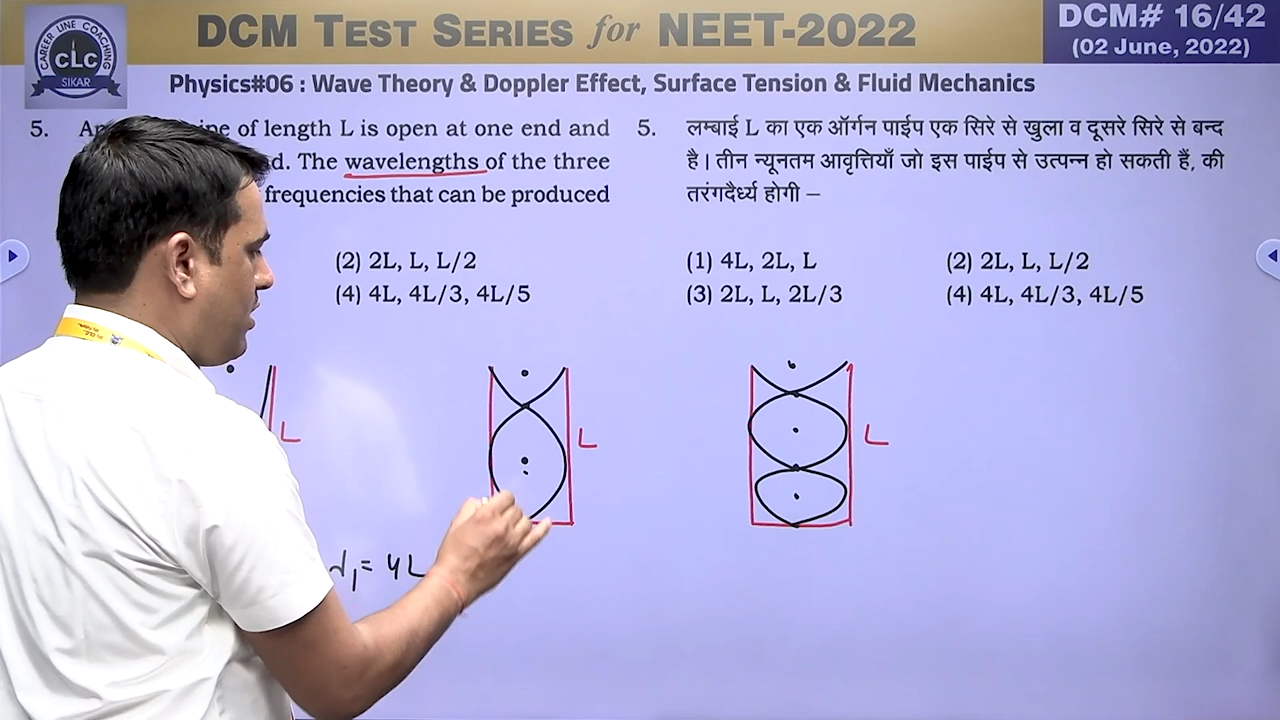 CAREER LINE COACHING
CLC
SIKAR
DCM TEST SERIES for NEET-2022
DCM# 16/42
(02 June, 2022)
Physics#06 : Wave Theory & Doppler Effect, Surface Tension & Fluid Mechanics
5. pipe of length L is open at one end and
The wavelengths of the three
frequencies that can be produced
(2) 2L, L, L/2
(4) 4L, 4L/3, 4L/5
5. लम्बाई L का एक ऑर्गन पाईप एक सिरे से खुला व दूसरे सिरे से बन्द
है। तीन न्यूनतम आवृत्तियाँ जो इस पाईप से उत्पन्न हो सकती हैं, की
तरंगदैर्ध्य होगी –
(1) 4L, 2L, L (2) 2L, L, L/2
(3) 2L, L, 2L/3 (4) 4L, 4L/3, 4L/5
L
L
L
λ₁ = 4L